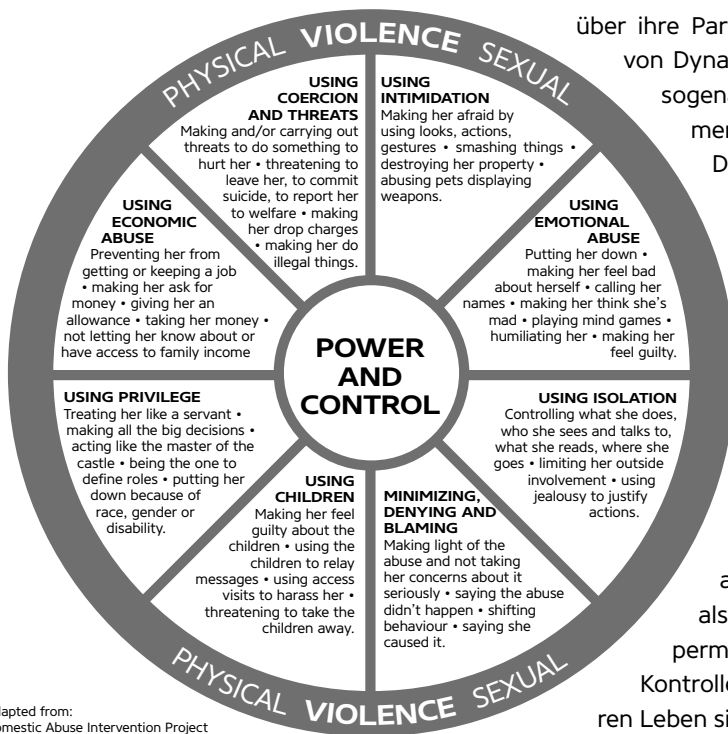 PHYSICAL VIOLENCE SEXUAL
USING
COERCION
AND THREATS
Making and/or carrying out
threats to do something to
hurt her • threatening to
leave her, to commit
suicide, to report her
to welfare • making
her drop charges
• making her do
illegal things.
USING
INTIMIDATION
Making her afraid by
using looks, actions,
gestures • smashing things •
destroying her property •
abusing pets displaying
weapons.
USING
EMOTIONAL
ABUSE
Putting her down •
making her feel bad
about herself • calling her
names • making her think she's
mad • playing mind games •
humiliating her • making her
feel guilty.
USING ISOLATION
Controlling what she does,
who she sees and talks to,
what she reads, where she
goes • limiting her outside
involvement • using
jealousy to justify
actions.
MINIMIZING,
DENYING AND
BLAMING
Making light of the
abuse and not taking
her concerns about it
seriously • saying the abuse
didn't happen • shifting
behaviour • saying she
caused it.
USING
CHILDREN
Making her feel
guilty about the
children • using the
children to relay
messages • using access
visits to harass her •
threatening to take the
children away.
USING PRIVILEGE
Treating her like a servant •
making all the big decisions •
acting like the master of the
castle • being the one to
define roles • putting her
down because of
race, gender or
disability.
USING
ECONOMIC
ABUSE
Preventing her from
getting or keeping a job
• making her ask for
money • giving her an
allowance • taking her money •
not letting her know about or
have access to family income
POWER
AND
CONTROL
PHYSICAL VIOLENCE SEXUAL
über ihre Par
von Dyna
sogen
mer
D
a
als
perm
Kontrolle
ren Leben si
lapted from:
omestic Abuse Intervention Project